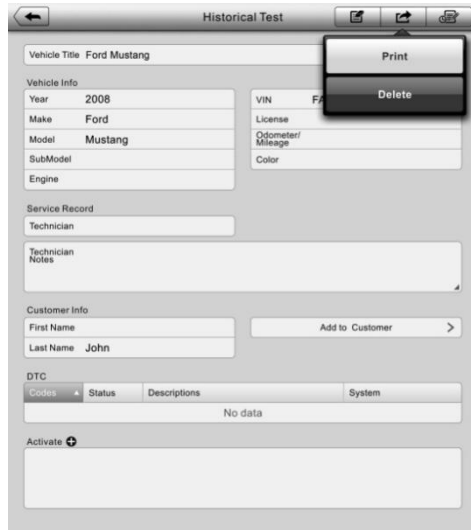 Historical Test
Vehicle Title Ford Mustang
Print
Delete
Vehicle Info
Year 2008
Make Ford
Model Mustang
SubModel
Engine
VIN FA
License
Odometer/
Mileage
Color
Service Record
Technician
Technician
Notes
Customer Info
First Name
Last Name John
Add to Customer
DTC
Codes Status Descriptions System
No data
Activate